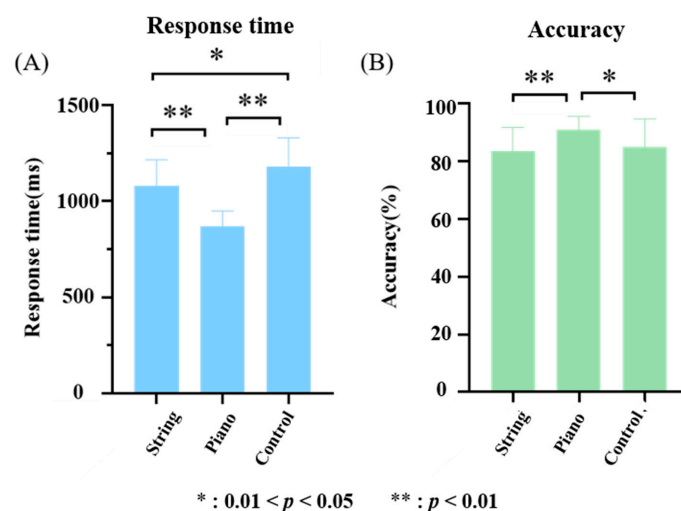 Response time
Accuracy
(A)
(B)
*
**
**
**
*
1500
1000
500
0
Response time(ms)
String
Piano
Control
100
80
60
40
20
0
Accuracy(%)
String
Piano
Control.
* : 0.01 < p < 0.05 ** : p < 0.01